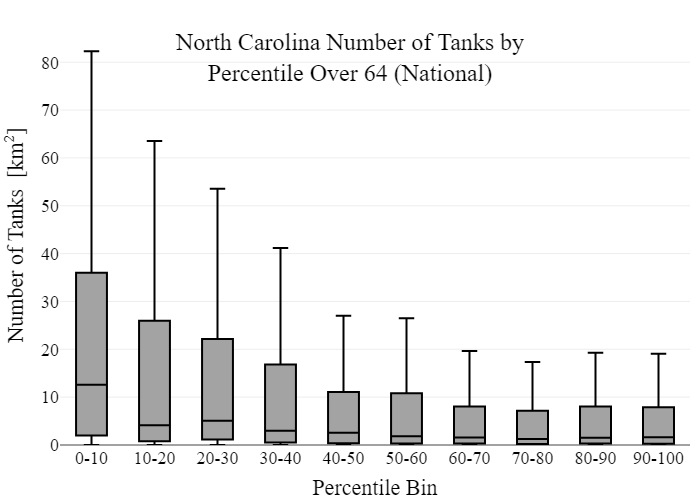 North Carolina Number of Tanks by
Percentile Over 64 (National)
Number of Tanks [km²]
80
70
60
50
40
30
20
10
0
0-10 10-20 20-30 30-40 40-50 50-60 60-70 70-80 80-90 90-100
Percentile Bin